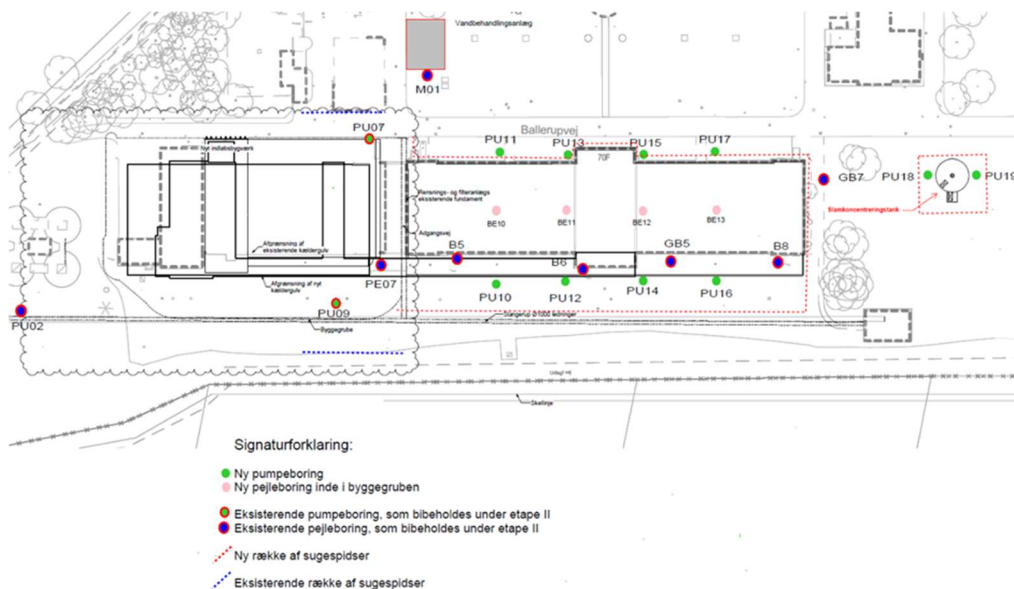 Vandbehandlingsanlæg
M01
PU07
Ballerupvej
PU11
PU13
PU15
PU17
70F
Nyt indløbsbygværk
GB7
PU18
PU19
Slamkoncentreringstank
Rensnings- og filteranlægs
eksisterende fundament
BE10
BE11
BE12
BE13
Adgangsvej
Afgrænsning af
eksisterende kældergulv
B5
B6
GB5
B8
PE07
Afgrænsning af nyt
kældergulv
PU10
PU12
PU14
PU16
PU09
PU02
Byggegrube
Skellinje
Signaturforklaring:
Ny pumpeboring
Ny pejleboring inde i byggegruben
Eksisterende pumpeboring, som bibeholdes under etape II
Eksisterende pejleboring, som bibeholdes under etape II
Ny række af sugespidser
Eksisterende række af sugespidser